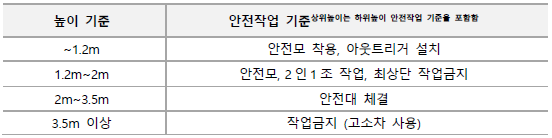 높이 기준 안전작업 기준상위높이는 하위높이 안전작업 기준을 포함함
~1.2m 안전모 착용, 아웃트리거 설치
1.2m~2m 안전모, 2인1조 작업, 최상단 작업금지
2m~3.5m 안전대 체결
3.5m 이상 작업금지 (고소차 사용)